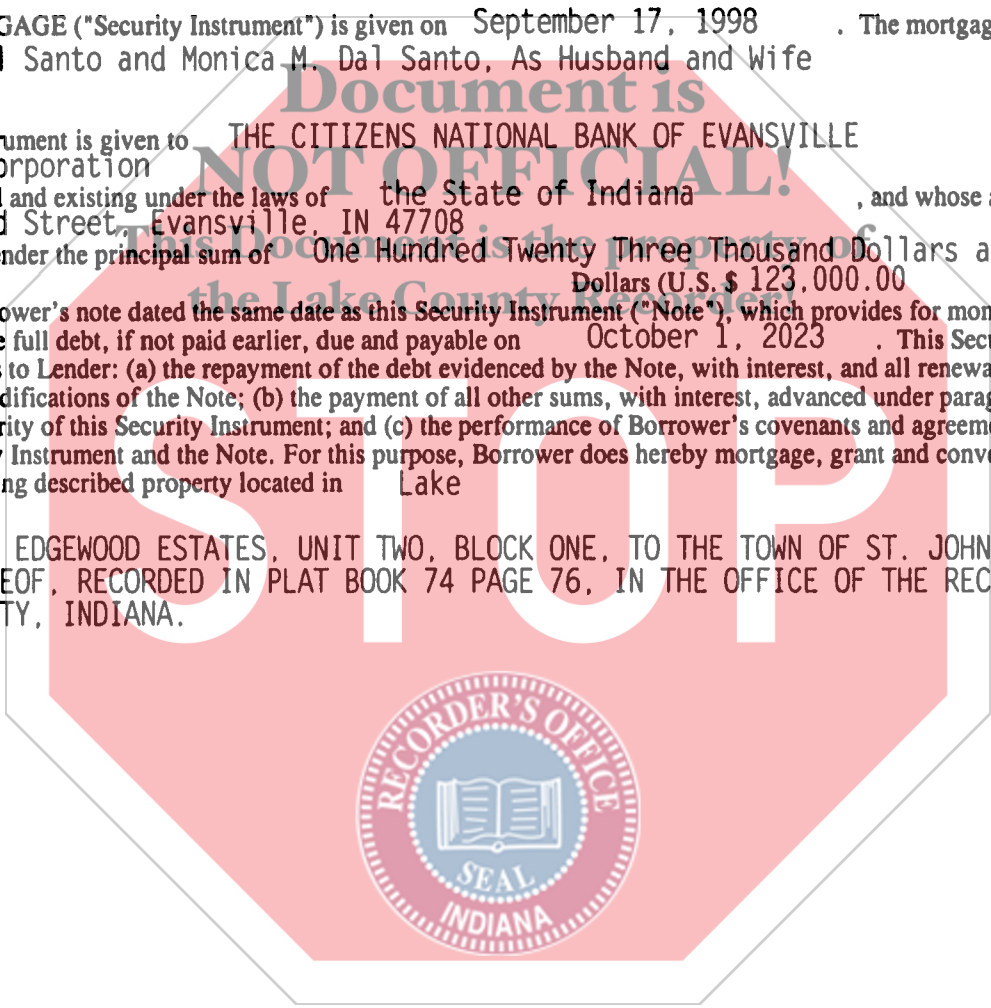 GAGE ("Security Instrument") is given on September 17, 1998 . The mortgag
Santo and Monica M. Dal Santo, As Husband and Wife
Document is
ument is given to THE CITIZENS NATIONAL BANK OF EVANSVILLE
orporation
NOT OFFICIAL!
and existing under the laws of the State of Indiana , and whose a
d Street, Evansville, IN 47708
This Document is the property of
nder the principal sum of One Hundred Twenty Three Thousand Dollars a
Dollars (U.S. $ 123,000.00
the Lake County Recorder!
ower's note dated the same date as this Security Instrument ("Note"), which provides for mon
e full debt, if not paid earlier, due and payable on October 1, 2023 . This Secu
s to Lender: (a) the repayment of the debt evidenced by the Note, with interest, and all renewa
difications of the Note; (b) the payment of all other sums, with interest, advanced under parag
rity of this Security Instrument; and (c) the performance of Borrower's covenants and agreeme
y Instrument and the Note. For this purpose, Borrower does hereby mortgage, grant and conve
ng described property located in Lake
STOP
EDGEWOOD ESTATES, UNIT TWO, BLOCK ONE, TO THE TOWN OF ST. JOHN
EOF, RECORDED IN PLAT BOOK 74 PAGE 76, IN THE OFFICE OF THE REC
TY, INDIANA.
RECORDER'S OFFICE
SEAL
INDIANA